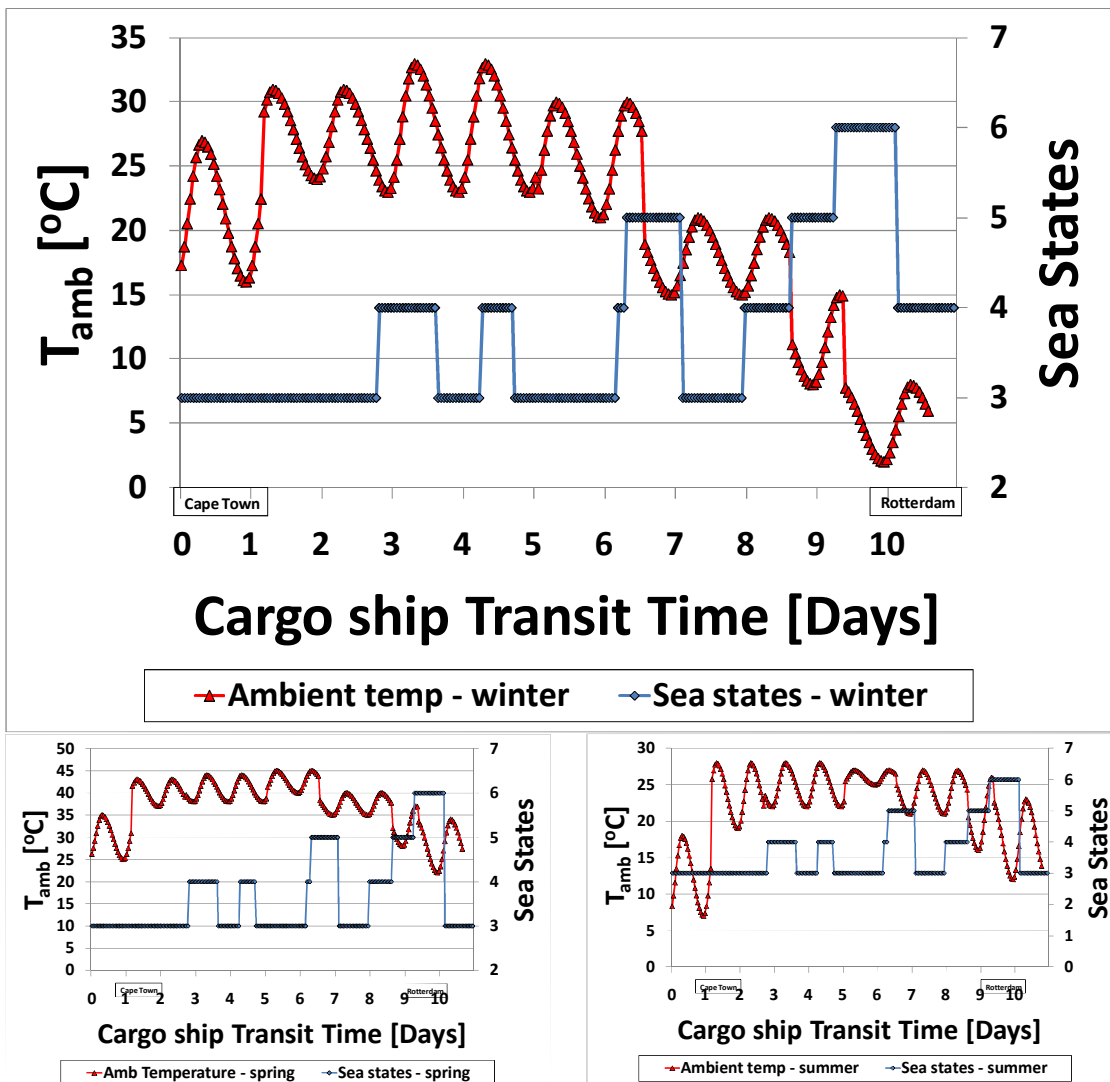 35
30
25
20
15
10
5
0
T amb [ºC]
7
6
5
4
3
2
Sea States
Cape Town
Rotterdam
0 1 2 3 4 5 6 7 8 9 10
Cargo ship Transit Time [Days]
Ambient temp - winter Sea states - winter
50
45
40
35
30
25
20
15
10
5
0
T amb [ºC]
7
6
5
4
3
2
Sea States
Cape Town
Rotterdam
0 1 2 3 4 5 6 7 8 9 10
Cargo ship Transit Time [Days]
Amb Temperature - spring Sea states - spring
30
25
20
15
10
5
0
T amb [ºC]
7
6
5
4
3
2
1
0
Sea States
Cape Town
Rotterdam
0 1 2 3 4 5 6 7 8 9 10
Cargo ship Transit Time [Days]
Ambient temp - summer Sea states - summer